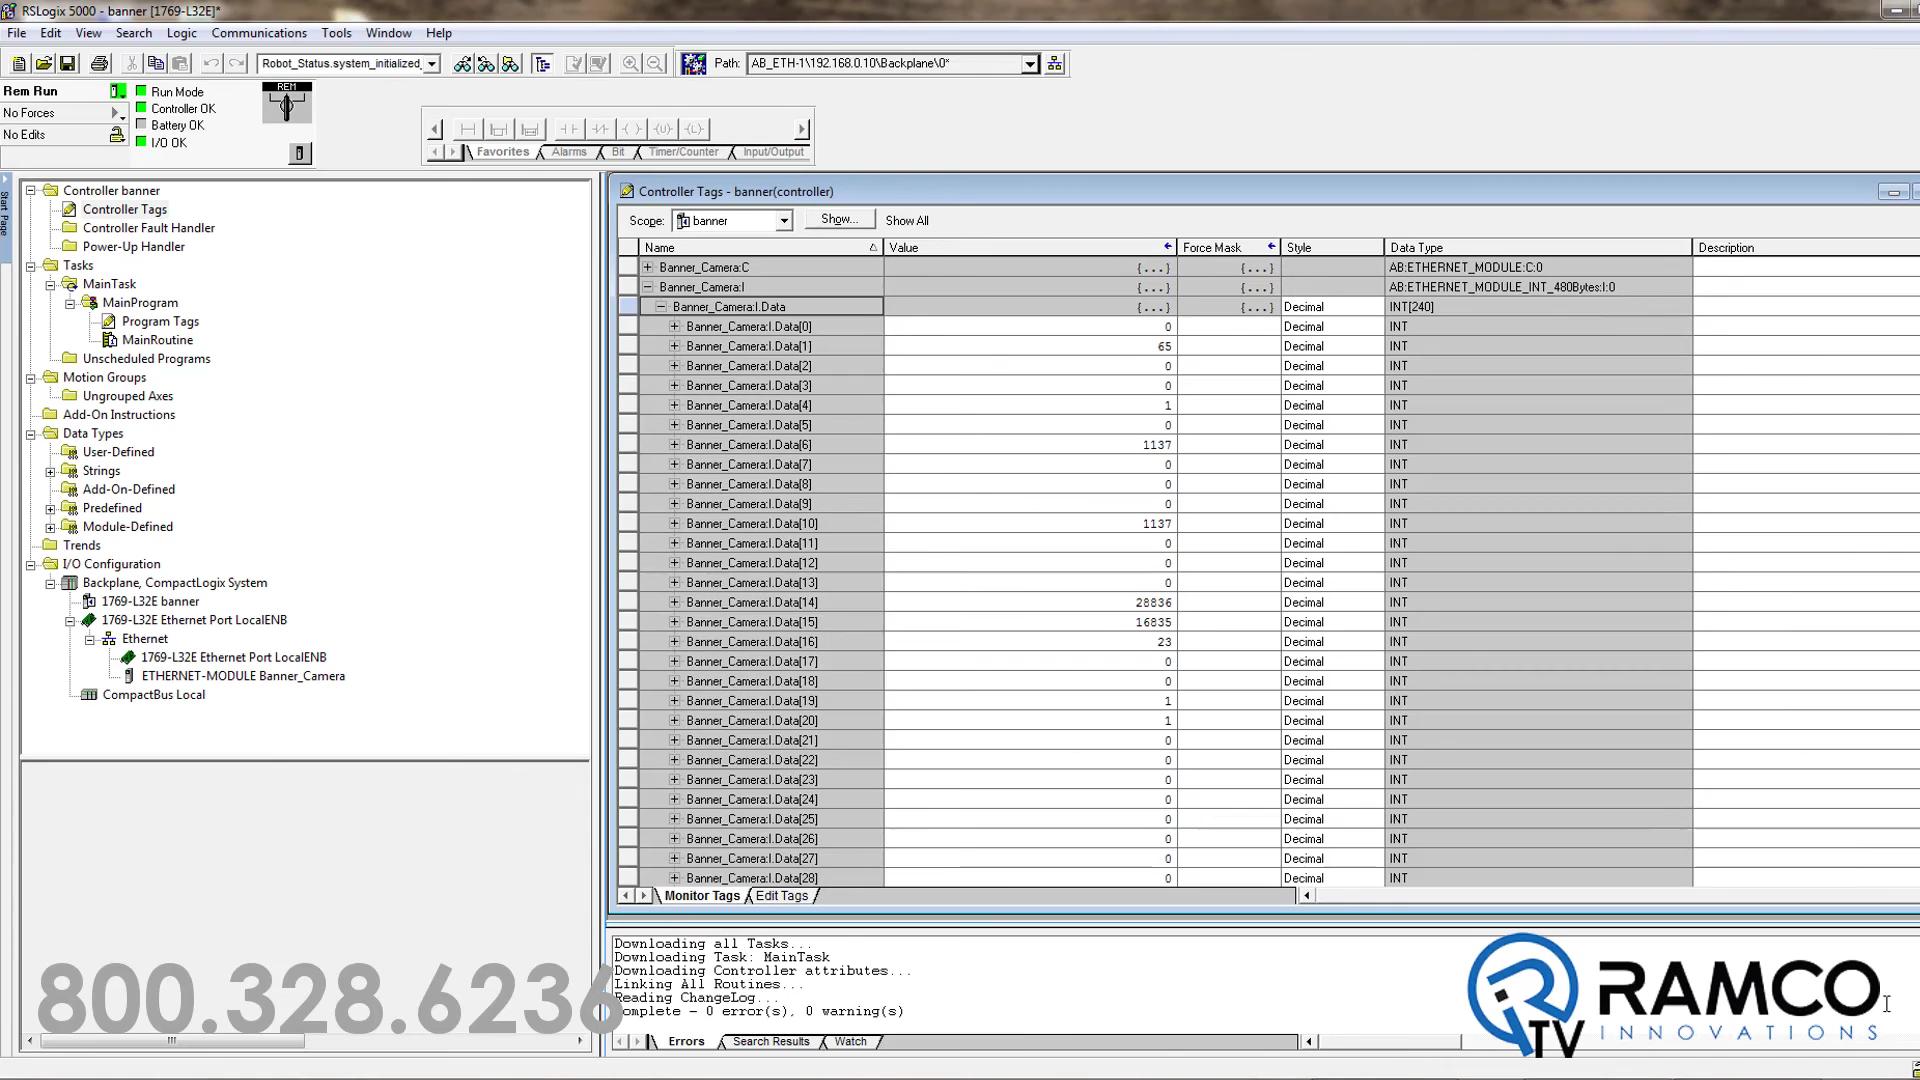 RSLogix 5000 - banner [1769-L32E]*
File Edit View Search Logic Communications Tools Window Help
Robot_Status.system_initialized Path: AB_ETH-1\192.168.0.10\Backplane\0*
Rem Run Run Mode REM
No Forces Controller OK
Battery OK
No Edits I/O OK
Favorites Alarms Bit Timer/Counter Input/Output
Start Page
Controller banner
Controller Tags
Controller Fault Handler
Power-Up Handler
Tasks
MainTask
MainProgram
Program Tags
MainRoutine
Unscheduled Programs
Motion Groups
Ungrouped Axes
Add-On Instructions
Data Types
User-Defined
Strings
Add-On-Defined
Predefined
Module-Defined
Trends
I/O Configuration
Backplane, CompactLogix System
1769-L32E banner
1769-L32E Ethernet Port LocalENB
Ethernet
1769-L32E Ethernet Port LocalENB
ETHERNET-MODULE Banner_Camera
CompactBus Local
Controller Tags - banner(controller)
Scope: banner Show... Show All
Name Value Force Mask Style Data Type Description
Banner_Camera:C {...} {...} AB:ETHERNET_MODULE:C:0
Banner_Camera:I {...} {...} AB:ETHERNET_MODULE_INT_480Bytes:I:0
Banner_Camera:I.Data {...} {...} Decimal INT[240]
Banner_Camera:I.Data[0] 0 Decimal INT
Banner_Camera:I.Data[1] 65 Decimal INT
Banner_Camera:I.Data[2] 0 Decimal INT
Banner_Camera:I.Data[3] 0 Decimal INT
Banner_Camera:I.Data[4] 1 Decimal INT
Banner_Camera:I.Data[5] 0 Decimal INT
Banner_Camera:I.Data[6] 1137 Decimal INT
Banner_Camera:I.Data[7] 0 Decimal INT
Banner_Camera:I.Data[8] 0 Decimal INT
Banner_Camera:I.Data[9] 0 Decimal INT
Banner_Camera:I.Data[10] 1137 Decimal INT
Banner_Camera:I.Data[11] 0 Decimal INT
Banner_Camera:I.Data[12] 0 Decimal INT
Banner_Camera:I.Data[13] 0 Decimal INT
Banner_Camera:I.Data[14] 28836 Decimal INT
Banner_Camera:I.Data[15] 16835 Decimal INT
Banner_Camera:I.Data[16] 23 Decimal INT
Banner_Camera:I.Data[17] 0 Decimal INT
Banner_Camera:I.Data[18] 0 Decimal INT
Banner_Camera:I.Data[19] 1 Decimal INT
Banner_Camera:I.Data[20] 1 Decimal INT
Banner_Camera:I.Data[21] 0 Decimal INT
Banner_Camera:I.Data[22] 0 Decimal INT
Banner_Camera:I.Data[23] 0 Decimal INT
Banner_Camera:I.Data[24] 0 Decimal INT
Banner_Camera:I.Data[25] 0 Decimal INT
Banner_Camera:I.Data[26] 0 Decimal INT
Banner_Camera:I.Data[27] 0 Decimal INT
Banner_Camera:I.Data[28] 0 Decimal INT
Monitor Tags Edit Tags
Downloading all Tasks...
Downloading Task: MainTask
Downloading Controller attributes...
Linking All Routines...
Reading ChangeLog...
omplete - 0 error(s), 0 warning(s)
Errors Search Results Watch
800.328.6236
RAMCO
INNOVATIONS
TV